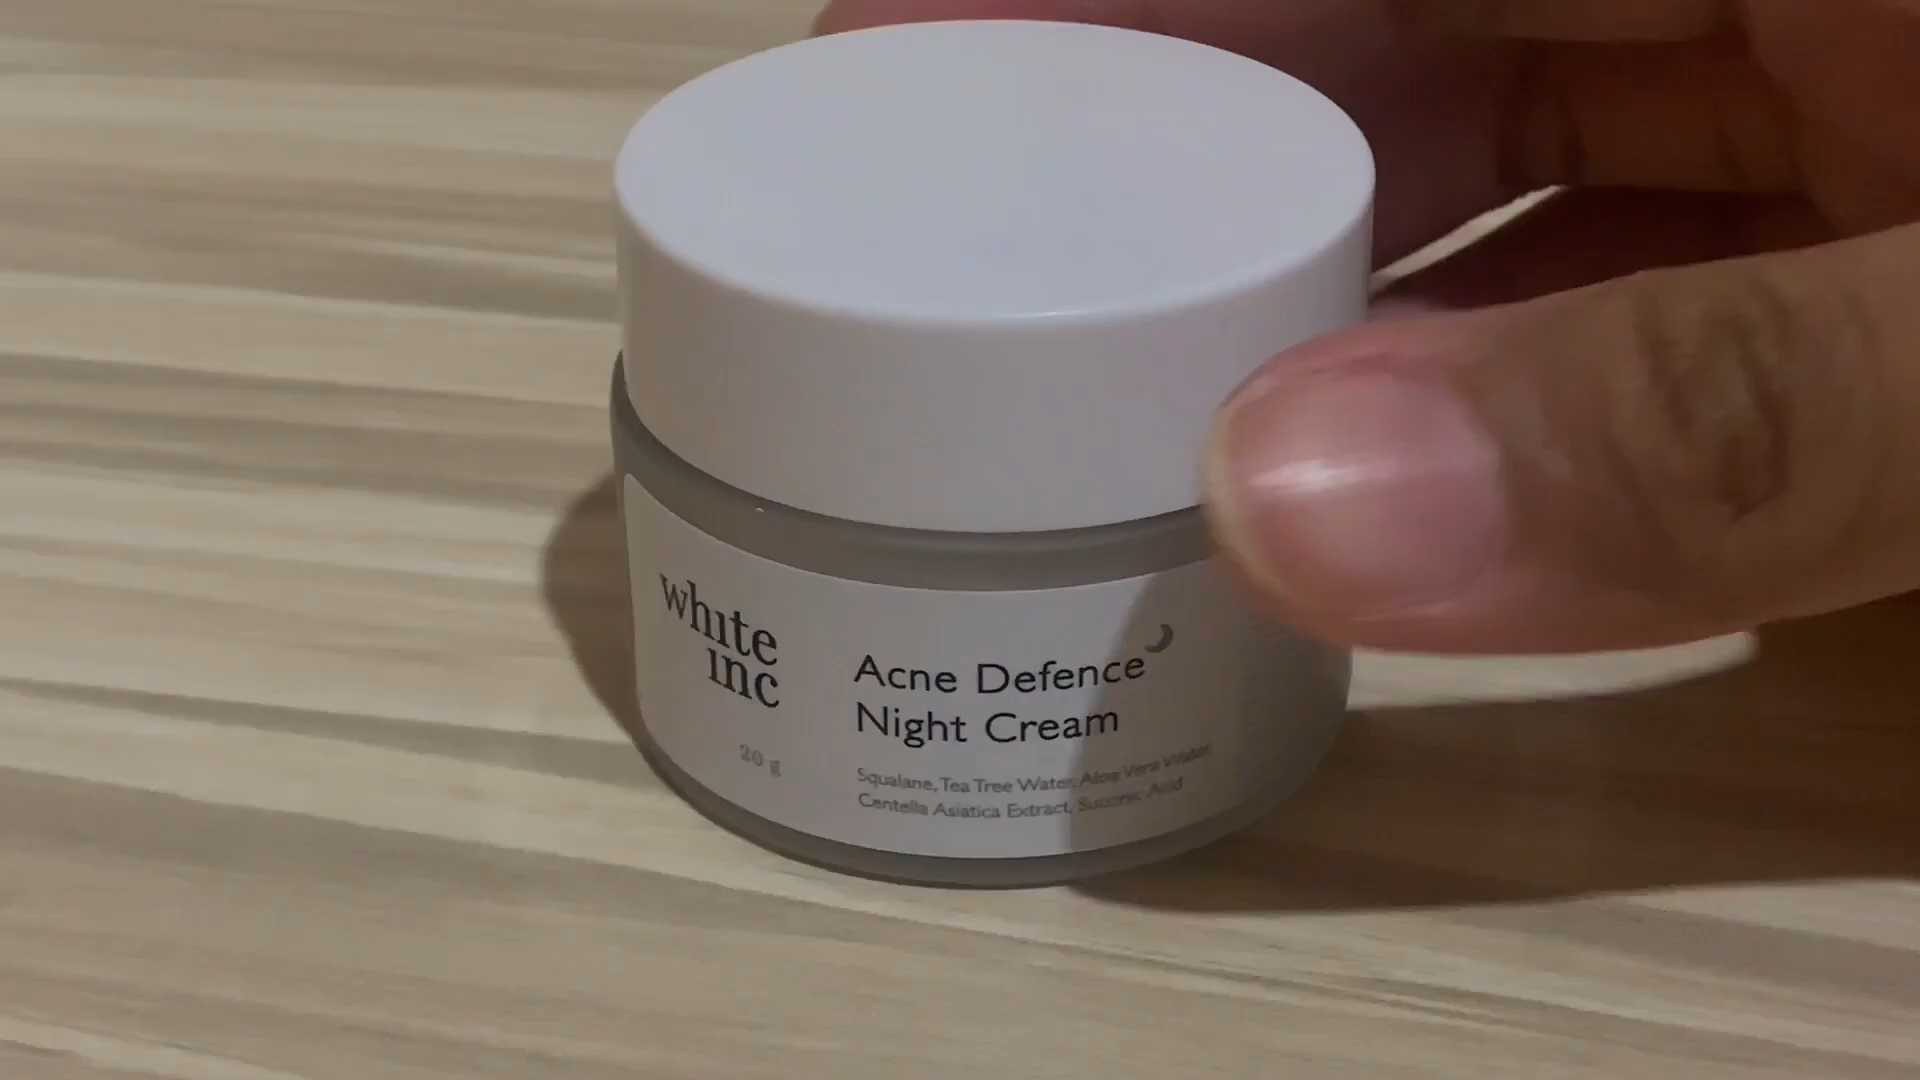 white
inc
20 g
Acne Defence
Night Cream
Squalane, Tea Tree Water, Aloe Vera Water,
Centella Asiatica Extract, Succinic Acid